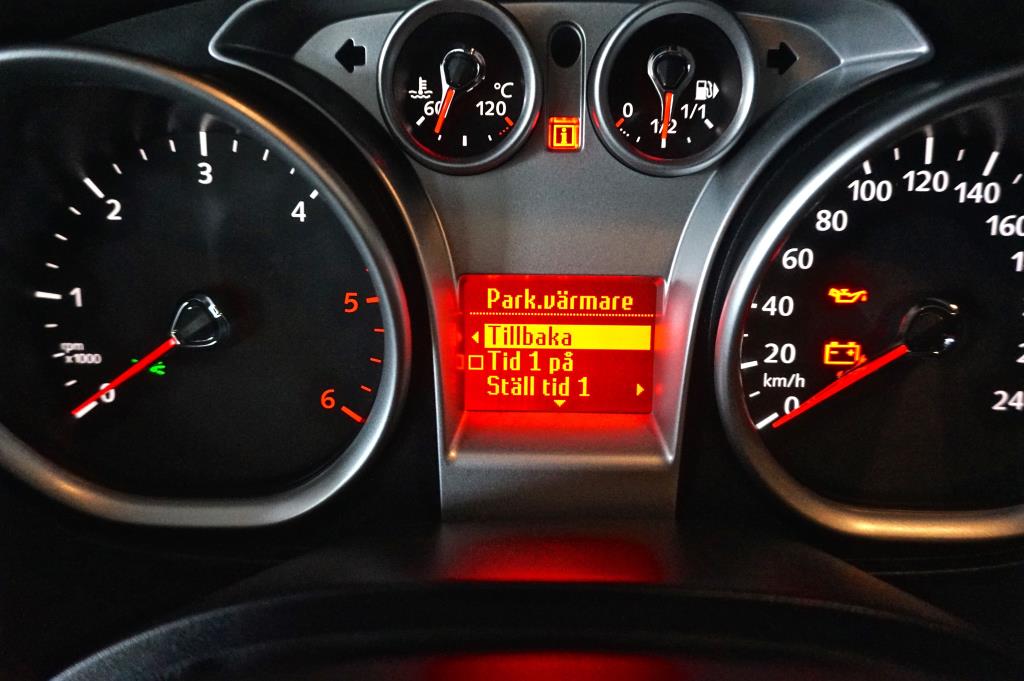 60 120 °C
0 1/2 1/1
0 1 2 3 4 5 6
rpm
x1000
Park.värmare
Tillbaka
Tid 1 på
Ställ tid 1
0 20 40 60 80 100 120 140
km/h